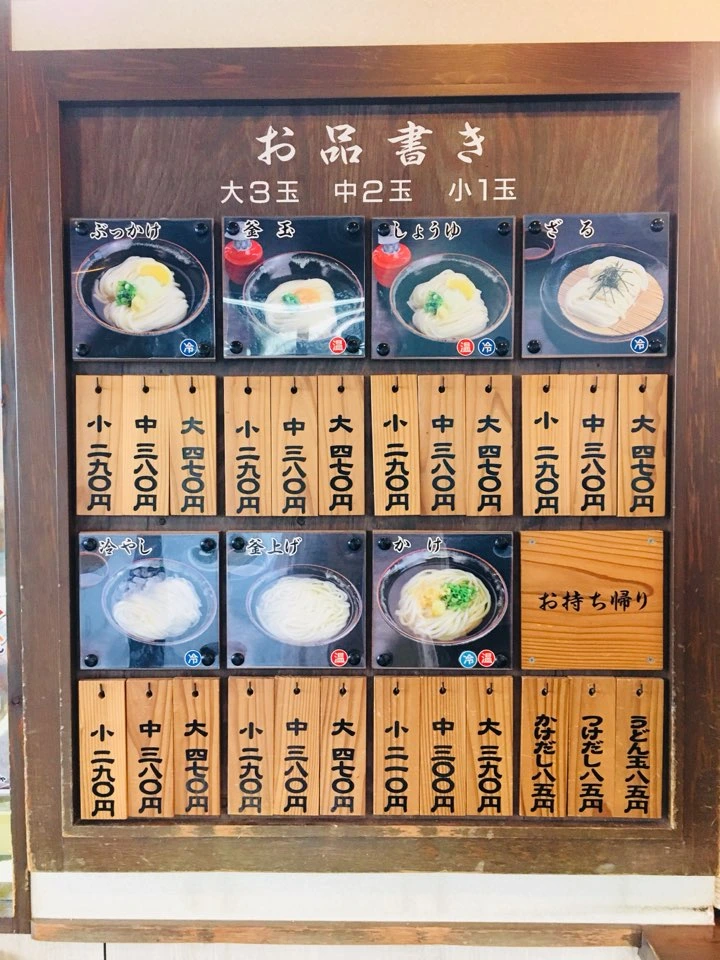 お品書き
大3玉 中2玉 小1玉
ぶっかけ
冷
小 二九〇円
中 三八〇円
大 四七〇円
釜玉
温
小 二九〇円
中 三八〇円
大 四七〇円
しょうゆ
温 冷
小 二九〇円
中 三八〇円
大 四七〇円
ざる
冷
小 二九〇円
中 三八〇円
大 四七〇円
冷やし
冷
小 二九〇円
中 三八〇円
大 四七〇円
釜上げ
温
小 二九〇円
中 三八〇円
大 四七〇円
かけ
冷 温
小 二一〇円
中 三〇〇円
大 三九〇円
お持ち帰り
かけだし八五円
つけだし八五円
うどん玉八五円